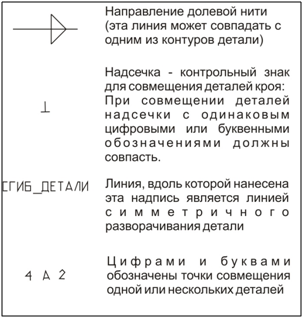 Направление долевой нити
(эта линия может совпадать с
одним из контуров детали)
Надсечка - контрольный знак
для совмещения деталей кроя:
При совмещении деталей
надсечки с одинаковым
цифровыми или буквенными
обозначениями должны
совпасть.
СГИБ_ДЕТАЛИ
Линия, вдоль которой нанесена
эта надпись является линией
симметричного
разворачивания детали
4 А 2
Цифрами и буквами
обозначены точки совмещения
одной или нескольких деталей